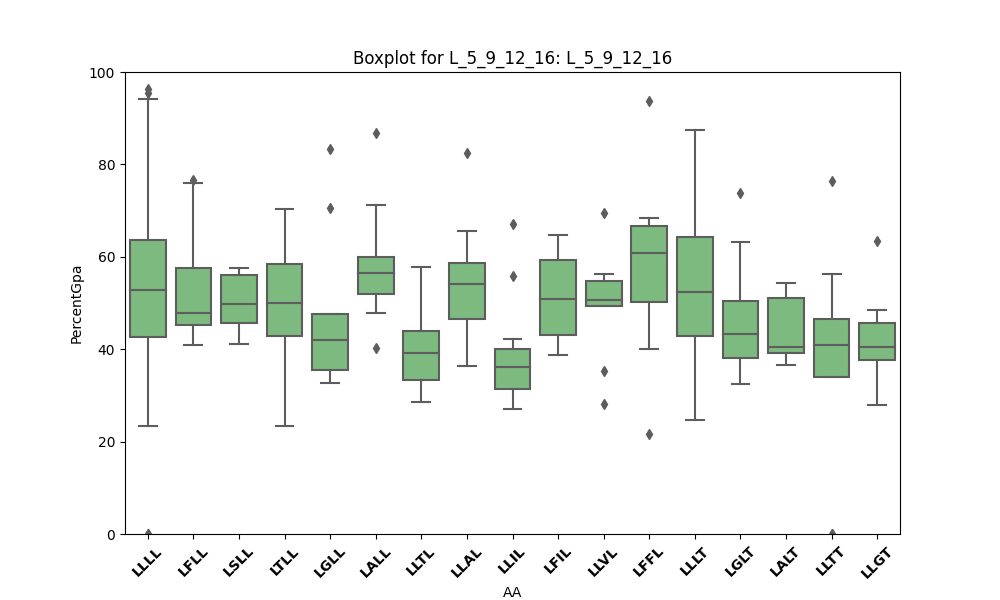 Boxplot for L_5_9_12_16: L_5_9_12_16
100
80
60
40
20
0
PercentGpa
LLLL LFLL LSLL LTLL LGLL LALL LLTL LLAL LLIL LFIL LLVL LFFL LLLT LGLT LALT LLTT LLGT
AA